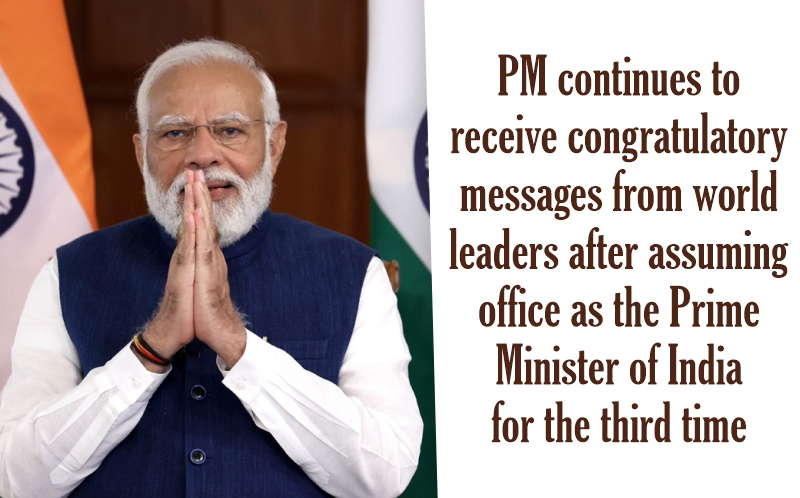 PM continues to
receive congratulatory
messages from world
leaders after assuming
office as the Prime
Minister of India
for the third time